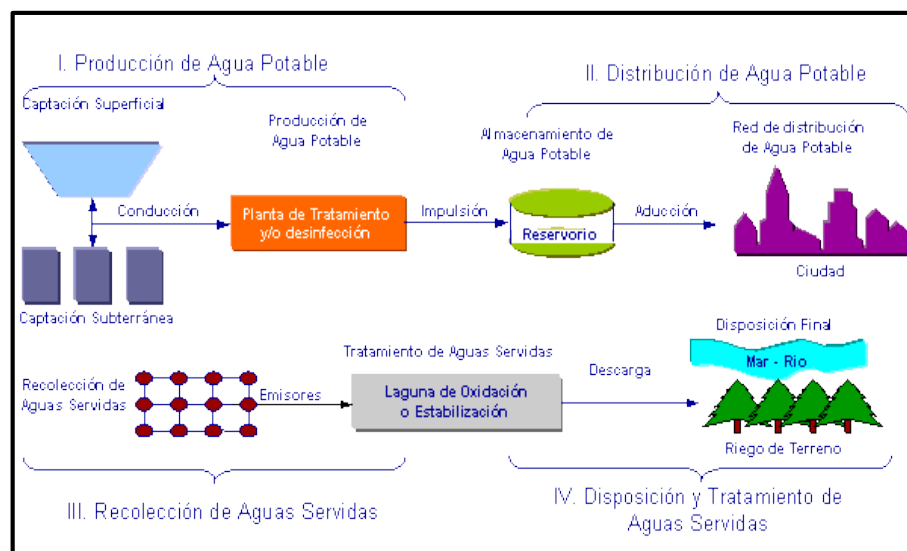 I. Producción de Agua Potable
II. Distribución de Agua Potable
Captación Superficial
Producción de
Agua Potable
Almacenamiento de
Agua Potable
Red de distribución
de Agua Potable
Conducción
Planta de Tratamiento
y/o desinfección
Impulsión
Reservorio
Aducción
Ciudad
Captación Subterránea
Disposición Final
Tratamiento de Aguas Servidas
Mar - Rio
Recolección de
Aguas Servidas
Emisores
Laguna de Oxidación
o Estabilización
Descarga
Riego de Terreno
III. Recolección de Aguas Servidas
IV. Disposición y Tratamiento de
Aguas Servidas